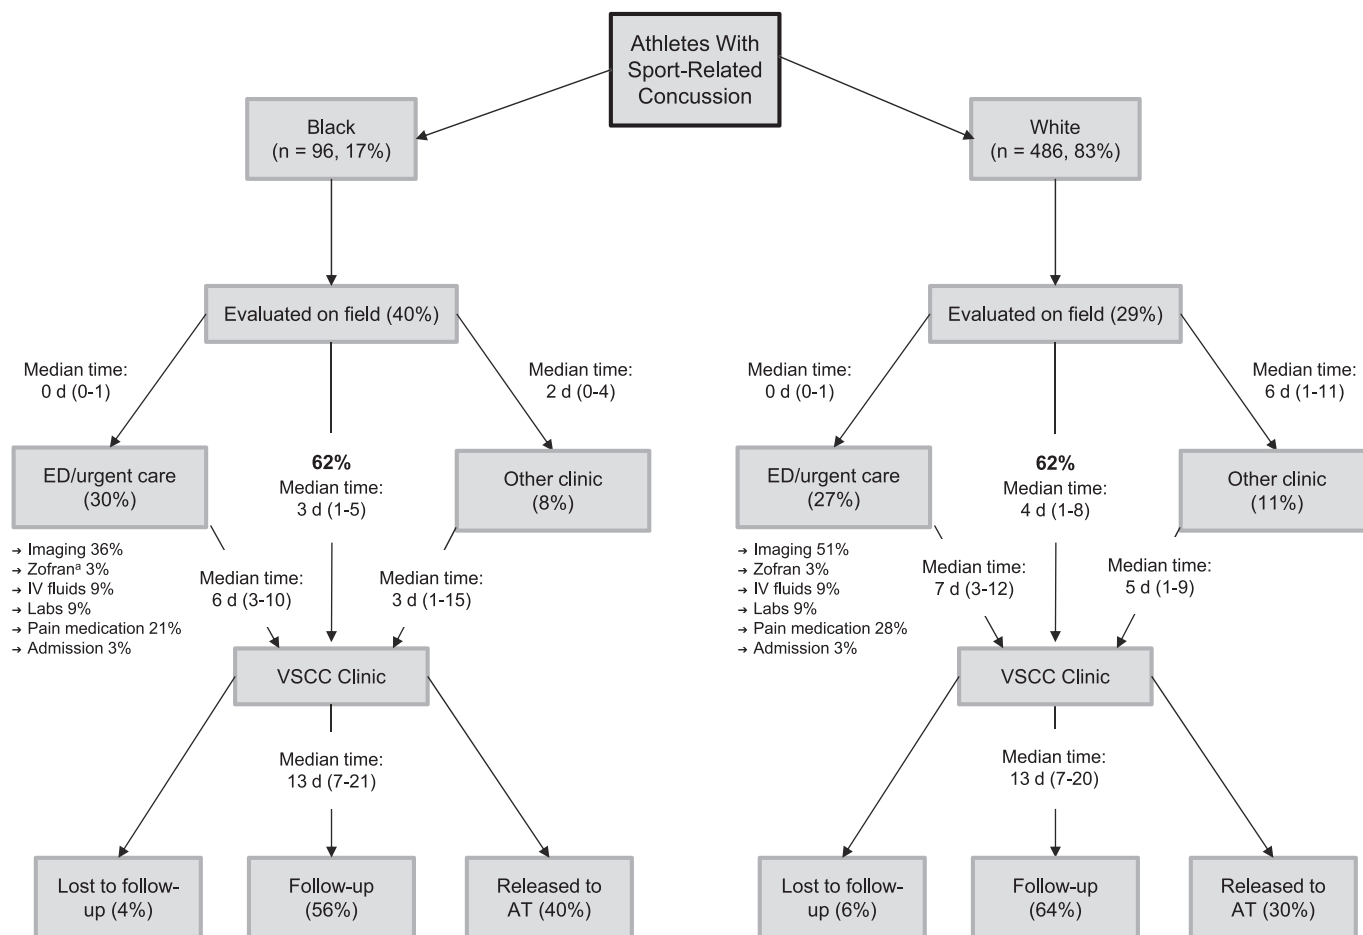 Athletes With
Sport-Related
Concussion
Black
(n = 96, 17%)
White
(n = 486, 83%)
Evaluated on field (40%)
Evaluated on field (29%)
Median time:
0 d (0-1)
Median time:
2 d (0-4)
Median time:
0 d (0-1)
Median time:
6 d (1-11)
ED/urgent care
(30%)
62%
Median time:
3 d (1-5)
Other clinic
(8%)
ED/urgent care
(27%)
62%
Median time:
4 d (1-8)
Other clinic
(11%)
→ Imaging 36%
→ Zofranᵃ 3%
→ IV fluids 9%
→ Labs 9%
→ Pain medication 21%
→ Admission 3%
Median time:
6 d (3-10)
Median time:
3 d (1-15)
→ Imaging 51%
→ Zofran 3%
→ IV fluids 9%
→ Labs 9%
→ Pain medication 28%
→ Admission 3%
Median time:
7 d (3-12)
Median time:
5 d (1-9)
VSCC Clinic
VSCC Clinic
Median time:
13 d (7-21)
Median time:
13 d (7-20)
Lost to follow-
up (4%)
Follow-up
(56%)
Released to
AT (40%)
Lost to follow-
up (6%)
Follow-up
(64%)
Released to
AT (30%)